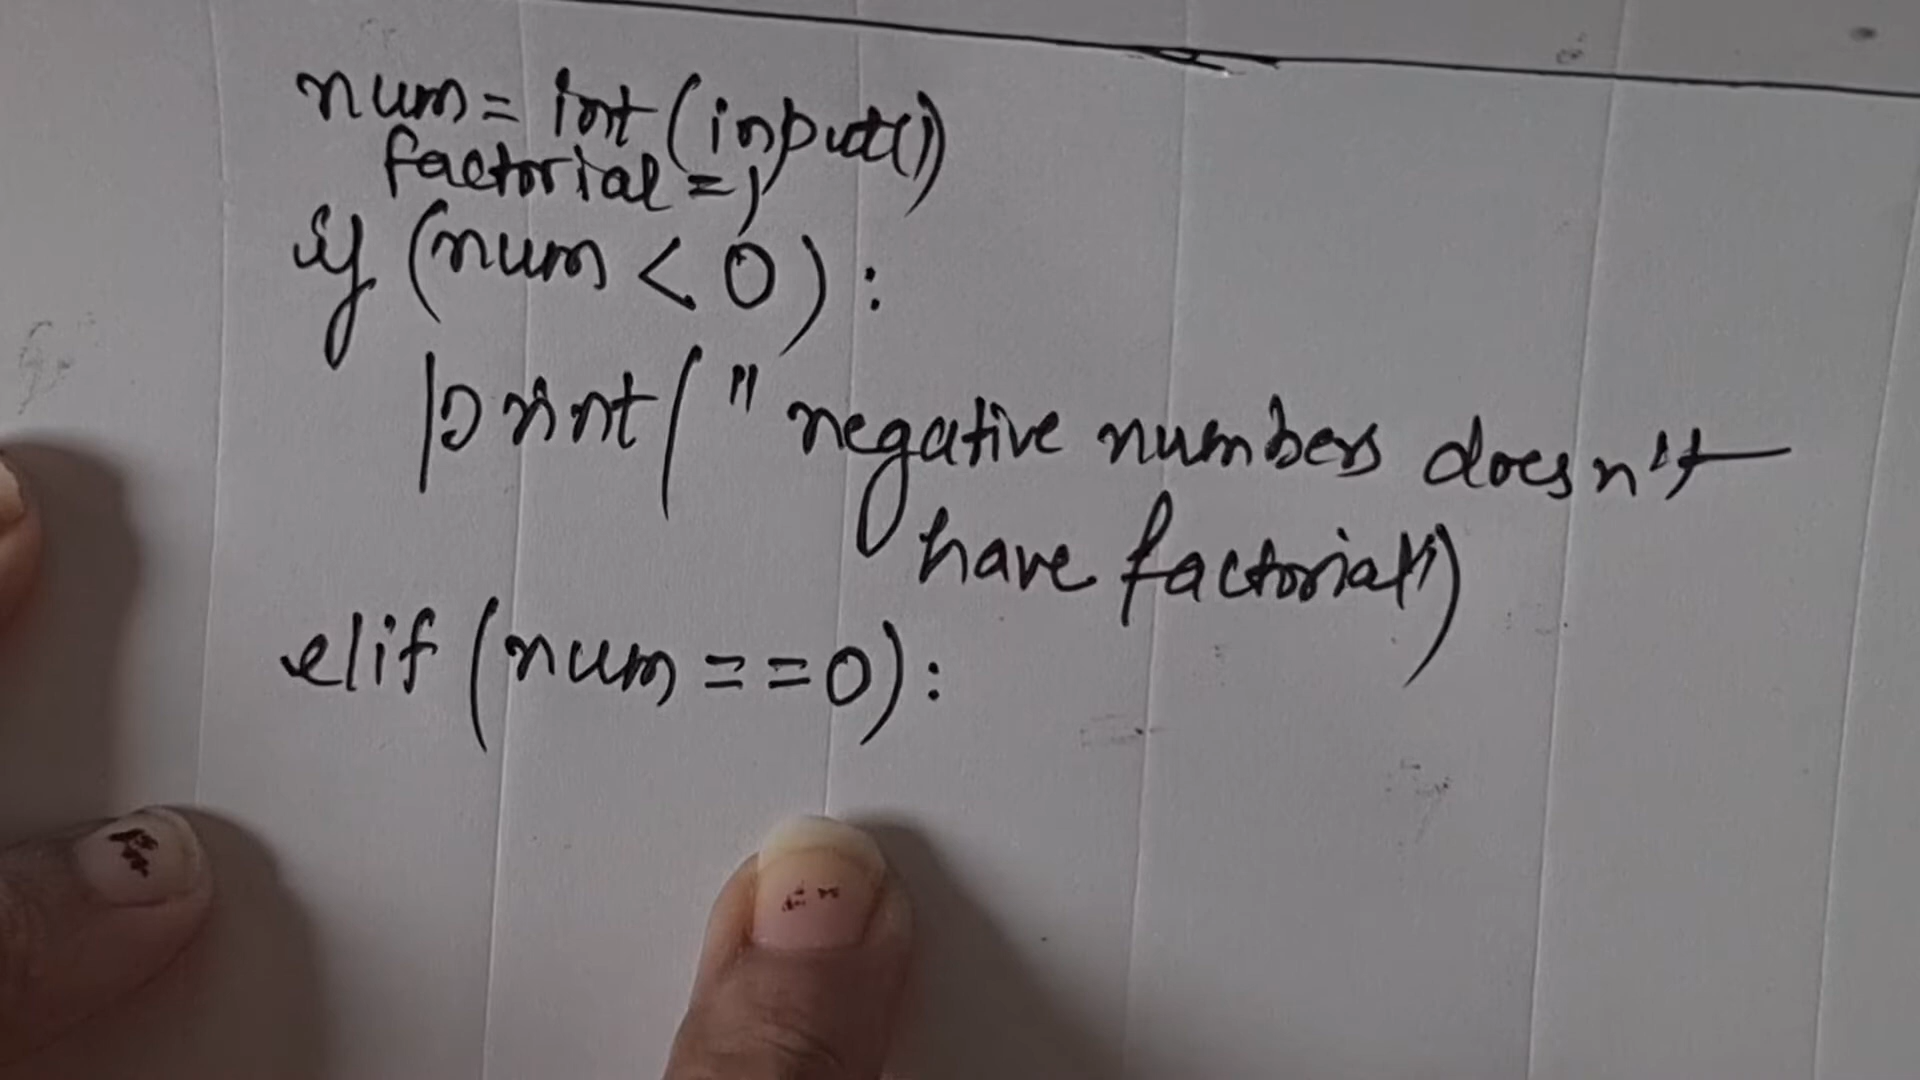 num = int(input())
factorial = 1
if (num < 0):
print("negative numbers doesn't
have factorial")
elif (num == 0):